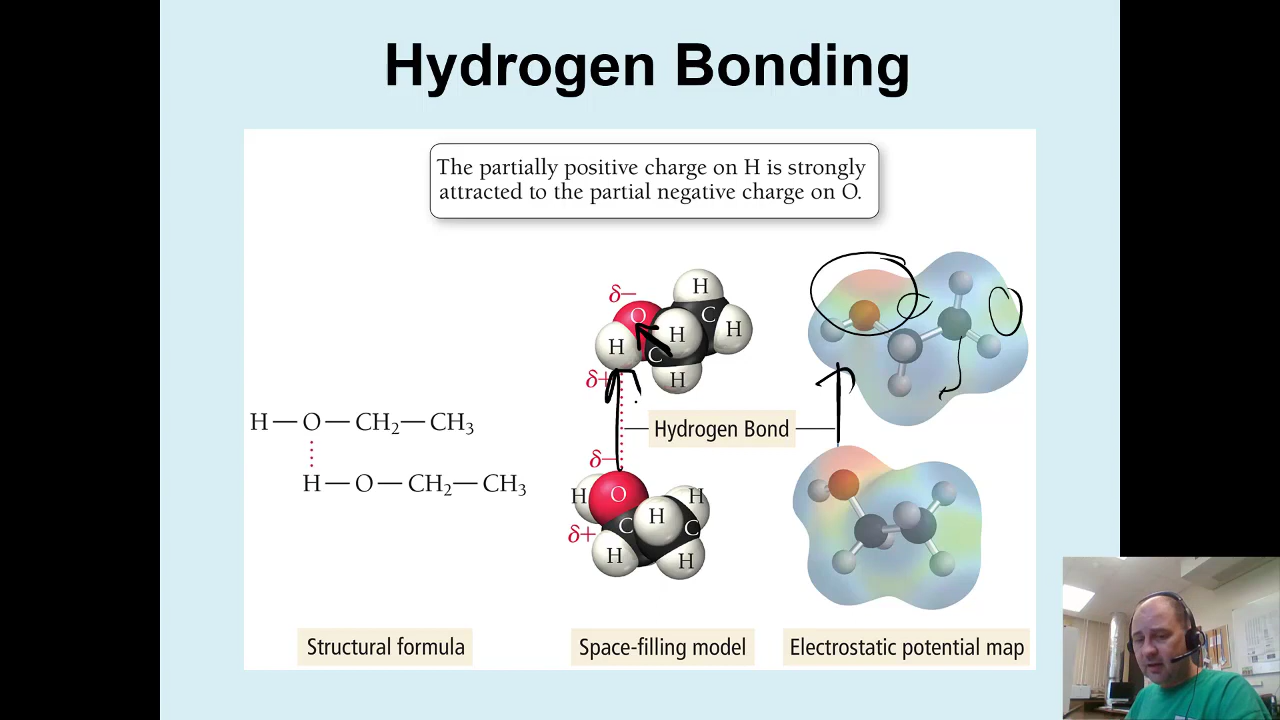 Hydrogen Bonding
The partially positive charge on H is strongly
attracted to the partial negative charge on O.
δ−
H
O
C
H
H
H
C
δ+
H
H — O — CH₂— CH₃
Hydrogen Bond
δ−
H — O — CH₂— CH₃
H
O
H
H
C
C
δ+
H
H
Structural formula
Space-filling model
Electrostatic potential map